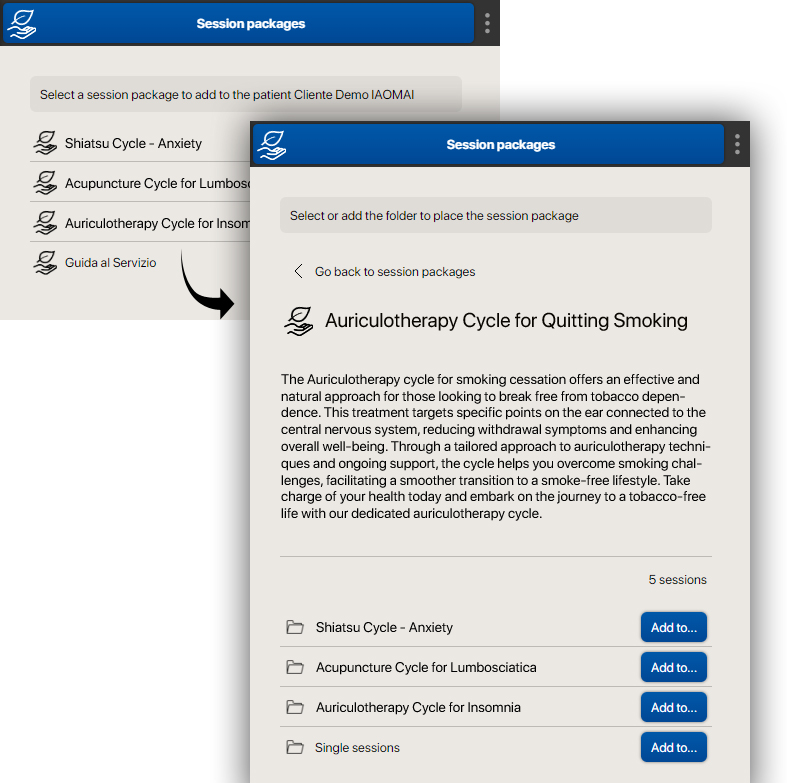 Session packages
Select a session package to add to the patient Cliente Demo IAOMAI
Shiatsu Cycle - Anxiety
Acupuncture Cycle for
Auriculotherapy Cycle for
Guida al Servizio
Session packages
Select or add the folder to place the session package
Go back to session packages
Auriculotherapy Cycle for Quitting Smoking
The Auriculotherapy cycle for smoking cessation offers an effective and
natural approach for those looking to break free from tobacco depen-
dence. This treatment targets specific points on the ear connected to the
central nervous system, reducing withdrawal symptoms and enhancing
overall well-being. Through a tailored approach to auriculotherapy techni-
ques and ongoing support, the cycle helps you overcome smoking chal-
lenges, facilitating a smoother transition to a smoke-free lifestyle. Take
charge of your health today and embark on the journey to a tobacco-free
life with our dedicated auriculotherapy cycle.
5 sessions
Shiatsu Cycle - Anxiety Add to...
Acupuncture Cycle for Lumbosciatica Add to...
Auriculotherapy Cycle for Insomnia Add to...
Single sessions Add to...